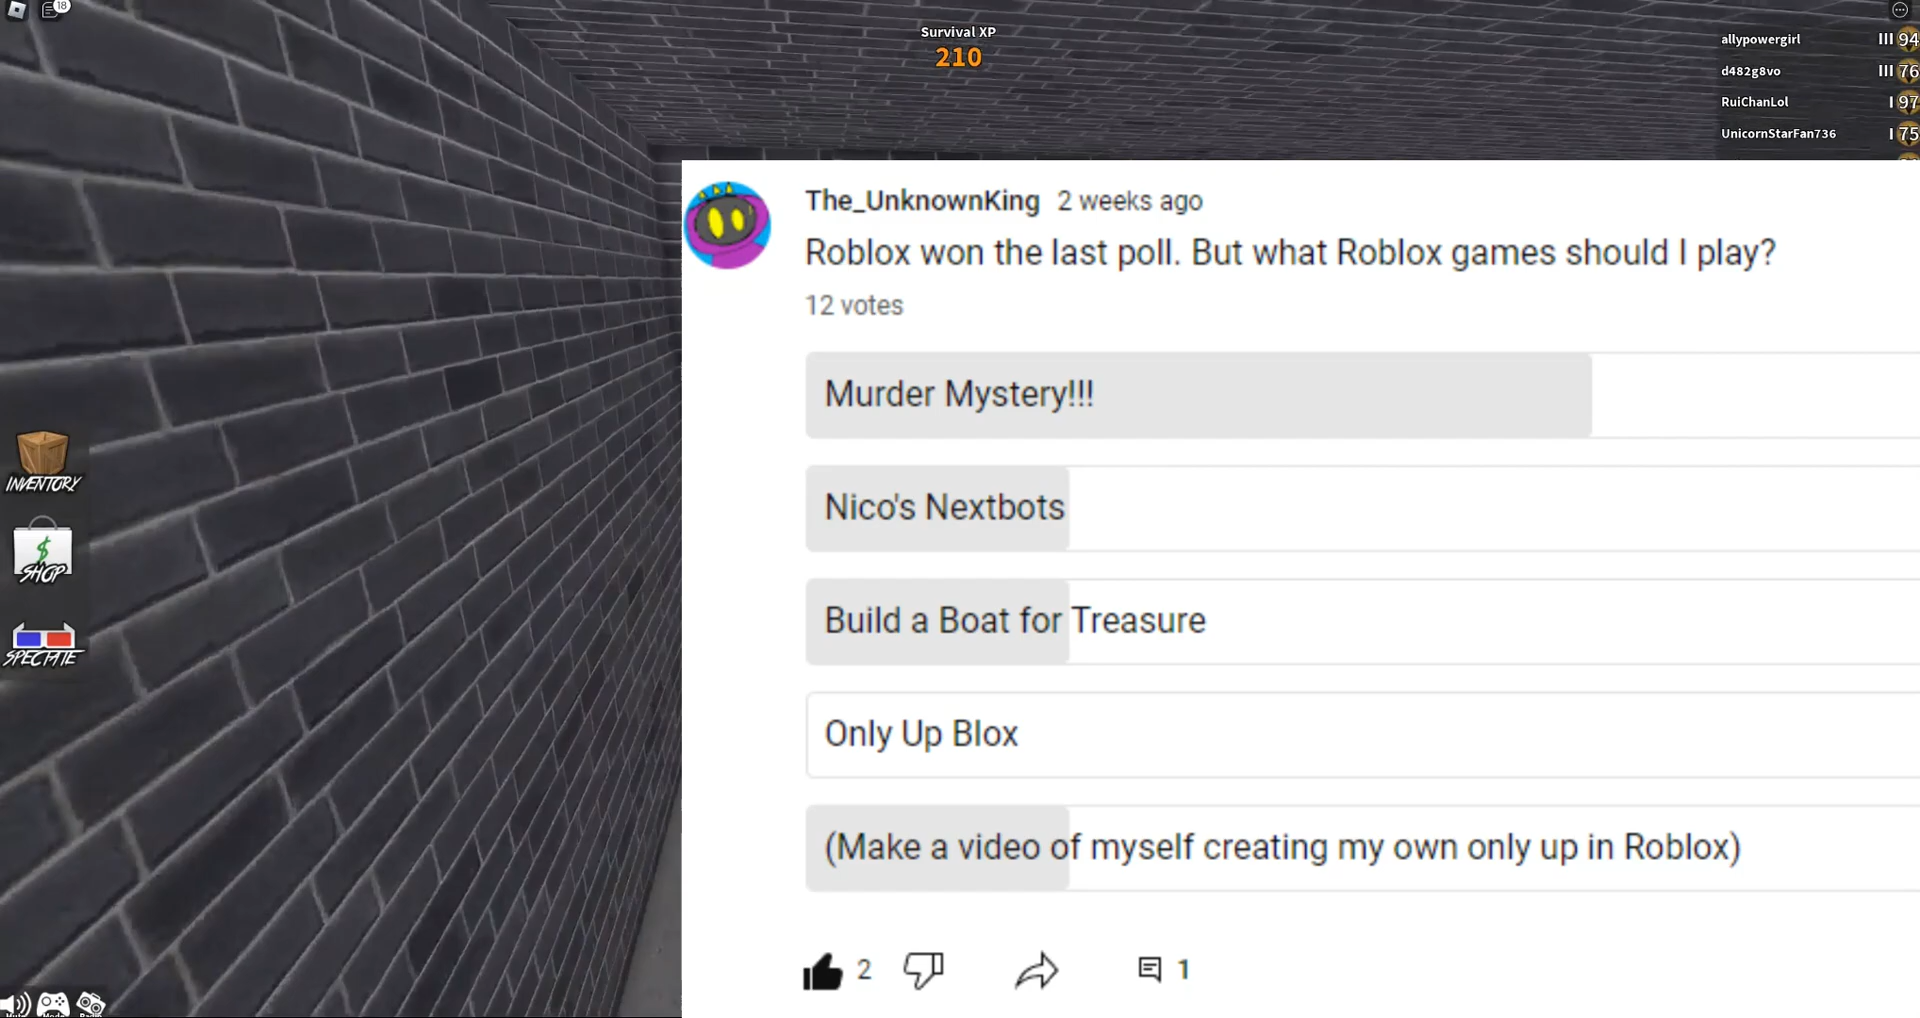 18
Survival XP
210
allypowergirl III 94
d482g8vo III 76
RuiChanLol I 97
UnicornStarFan736 I 75
The_UnknownKing 2 weeks ago
Roblox won the last poll. But what Roblox games should I play?
12 votes
Murder Mystery!!!
Nico's Nextbots
Build a Boat for Treasure
Only Up Blox
(Make a video of myself creating my own only up in Roblox)
2
1
INVENTORY
$
SHOP
SPECTATE